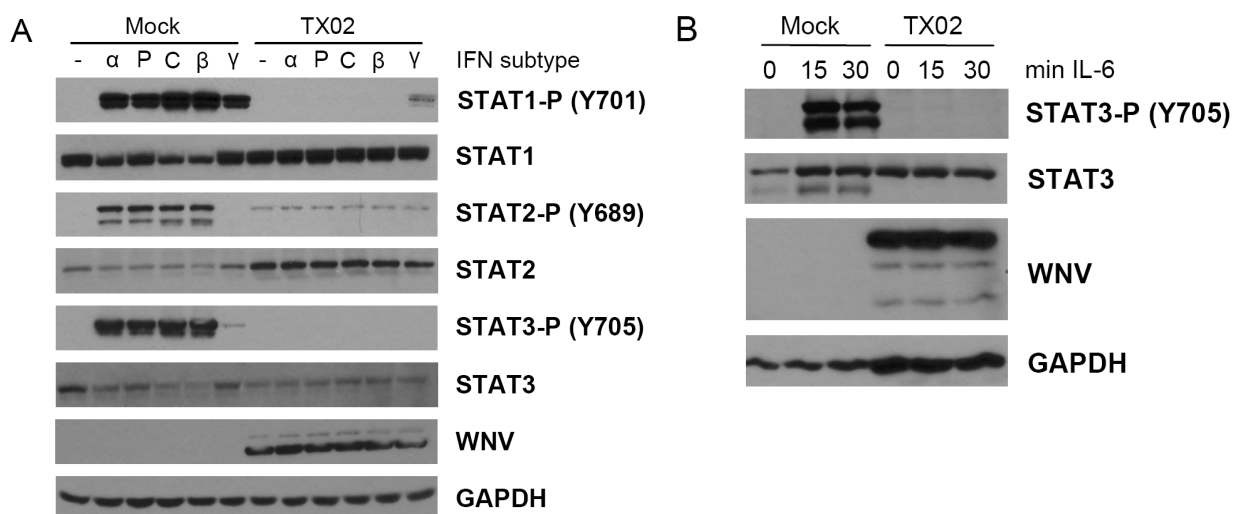 A
Mock TX02
- α P C β γ - α P C β γ IFN subtype
STAT1-P (Y701)
STAT1
STAT2-P (Y689)
STAT2
STAT3-P (Y705)
STAT3
WNV
GAPDH
B
Mock TX02
0 15 30 0 15 30 min IL-6
STAT3-P (Y705)
STAT3
WNV
GAPDH